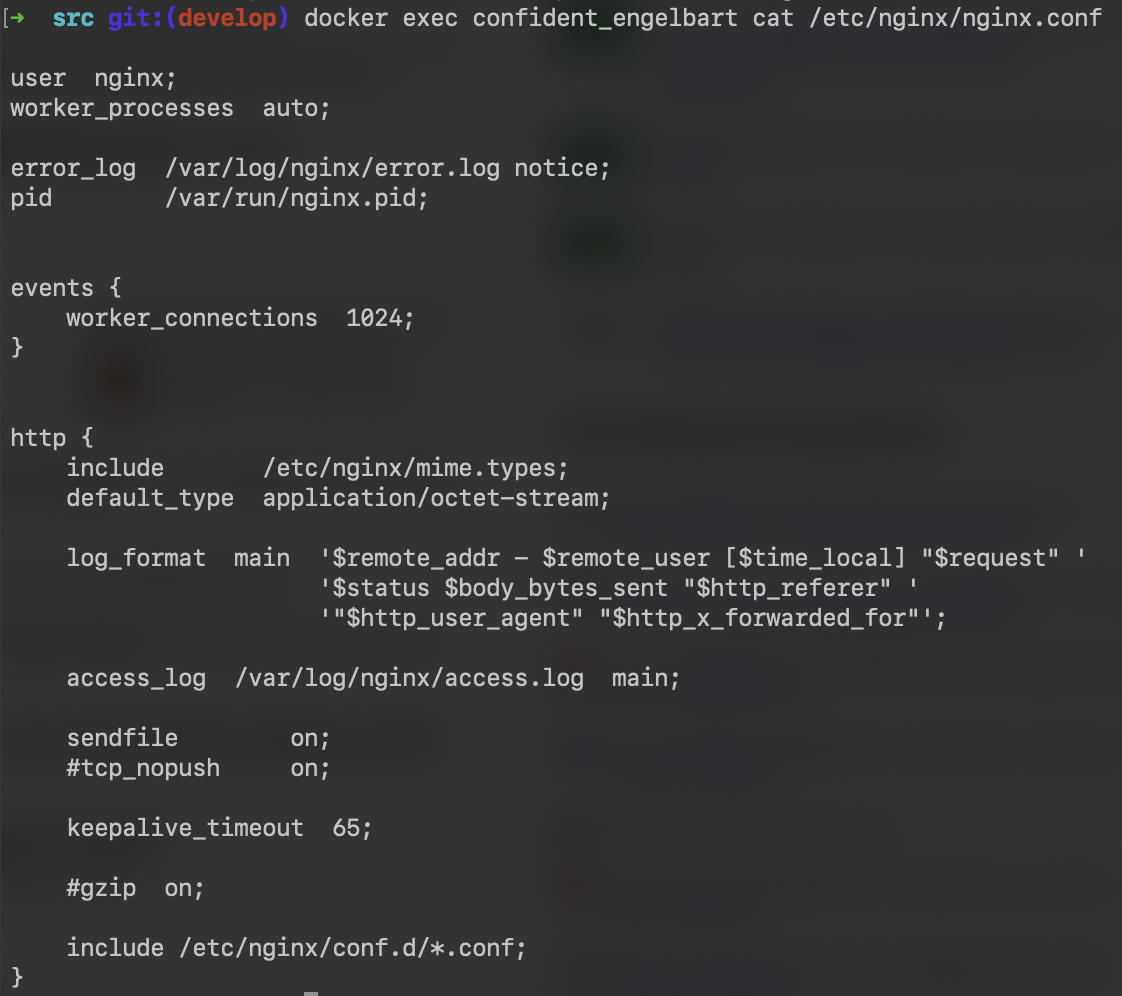 [→  src git:(develop) docker exec confident_engelbart cat /etc/nginx/nginx.conf
user  nginx;
worker_processes  auto;
error_log  /var/log/nginx/error.log notice;
pid        /var/run/nginx.pid;
events {
    worker_connections  1024;
}
http {
    include       /etc/nginx/mime.types;
    default_type  application/octet-stream;
    log_format  main  '$remote_addr - $remote_user [$time_local] "$request" '
                      '$status $body_bytes_sent "$http_referer" '
                      '"$http_user_agent" "$http_x_forwarded_for"';
    access_log  /var/log/nginx/access.log  main;
    sendfile        on;
    #tcp_nopush     on;
    keepalive_timeout  65;
    #gzip  on;
    include /etc/nginx/conf.d/*.conf;
}